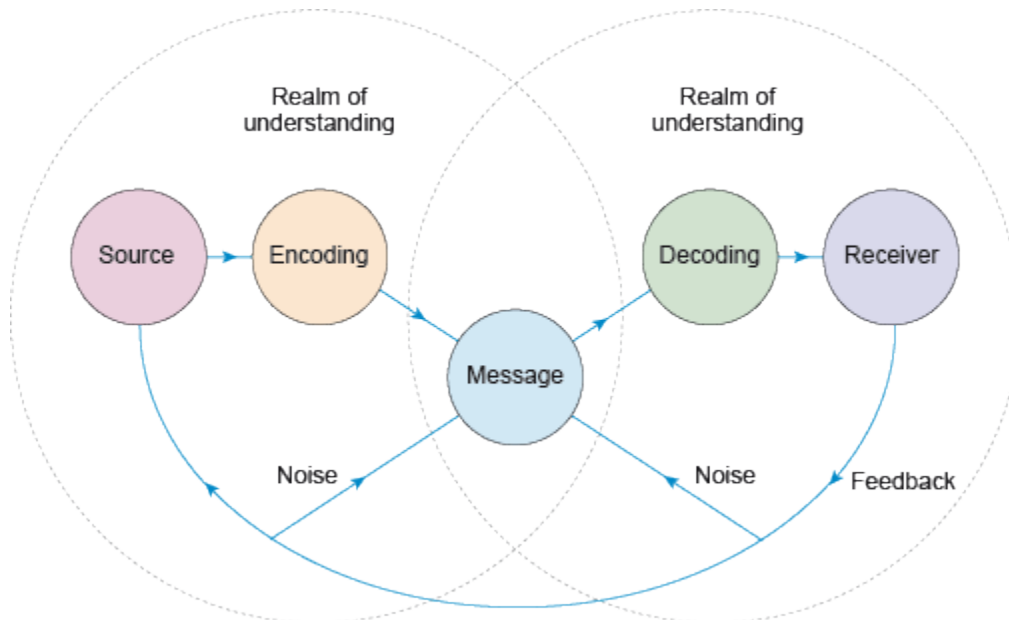 Realm of
understanding
Realm of
understanding
Source
Encoding
Decoding
Receiver
Message
Noise
Noise
Feedback